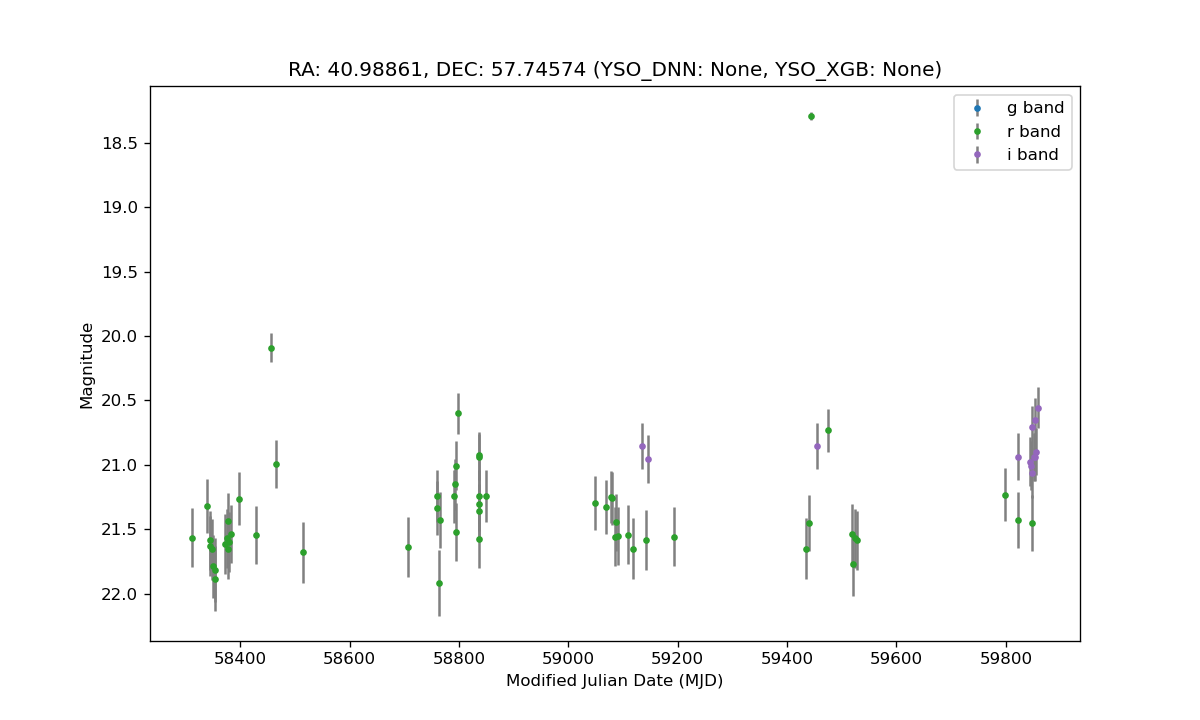 RA: 40.98861, DEC: 57.74574 (YSO_DNN: None, YSO_XGB: None)
g band
r band
i band
Magnitude
18.5
19.0
19.5
20.0
20.5
21.0
21.5
22.0
58400 58600 58800 59000 59200 59400 59600 59800
Modified Julian Date (MJD)